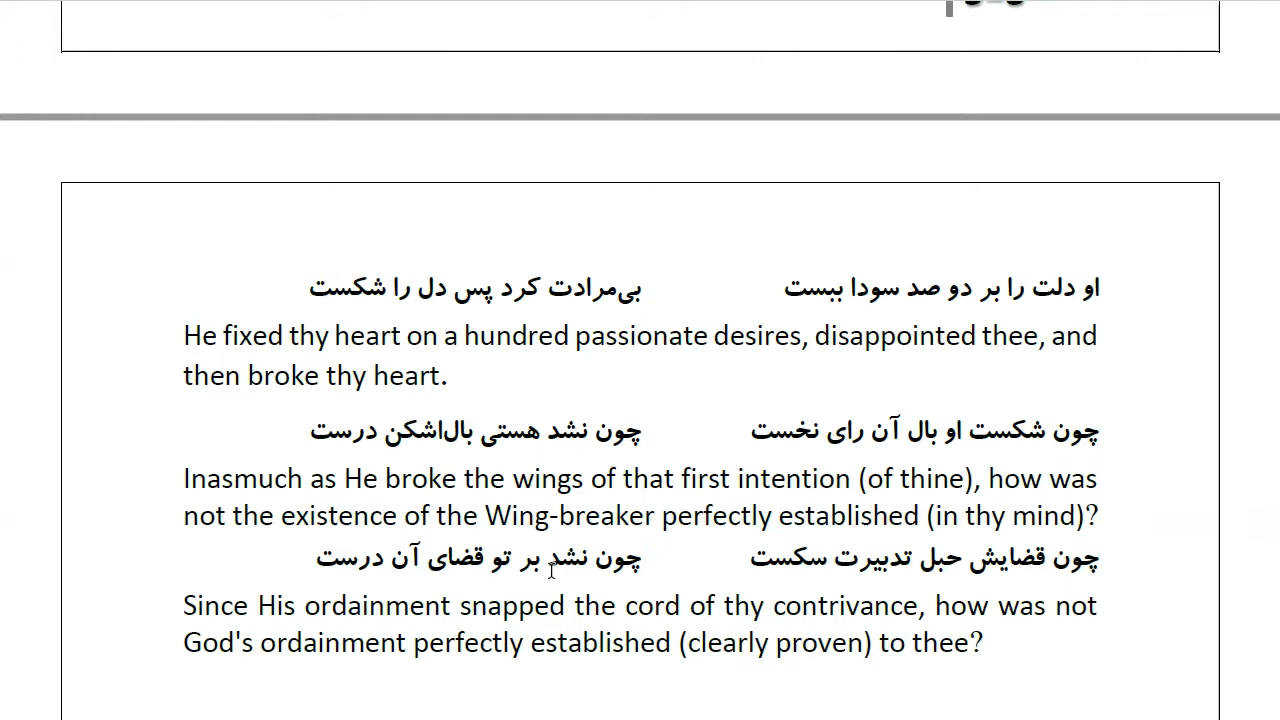 او دلت را بر دو صد سودا ببست بی‌مرادت کرد پس دل را شکست
He fixed thy heart on a hundred passionate desires, disappointed thee, and
then broke thy heart.
چون شکست او بال آن رای نخست چون نشد هستی بال‌اشکن درست
Inasmuch as He broke the wings of that first intention (of thine), how was
not the existence of the Wing-breaker perfectly established (in thy mind)?
چون قضایش حبل تدبیرت سکست چون نشد بر تو قضای آن درست
Since His ordainment snapped the cord of thy contrivance, how was not
God's ordainment perfectly established (clearly proven) to thee?